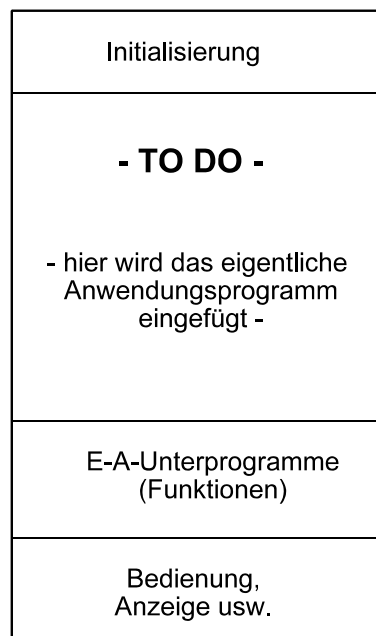 Initialisierung
- TO DO -
- hier wird das eigentliche
Anwendungsprogramm
eingefügt -
E-A-Unterprogramme
(Funktionen)
Bedienung,
Anzeige usw.